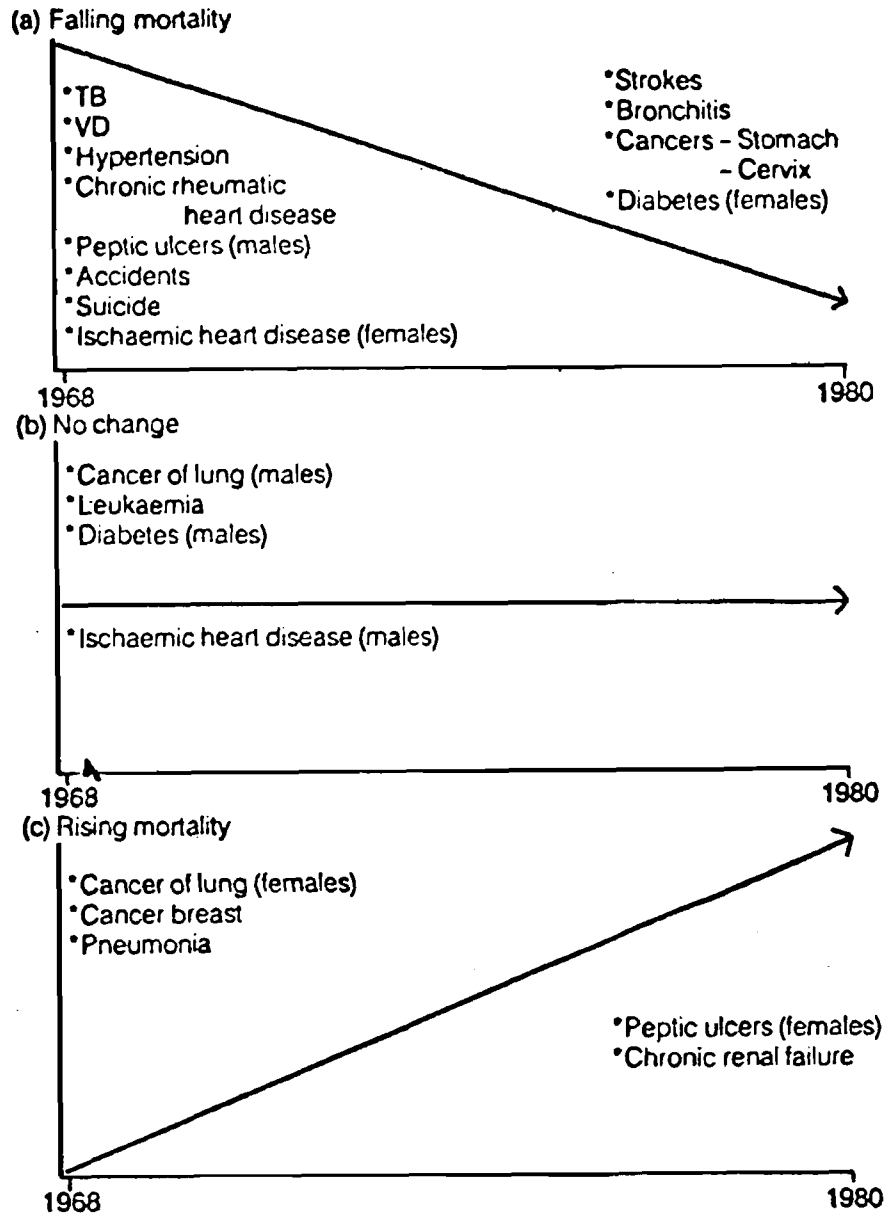 (a) Falling mortality
*TB
*VD
*Hypertension
*Chronic rheumatic
heart disease
*Peptic ulcers (males)
*Accidents
*Suicide
*Ischaemic heart disease (females)
*Strokes
*Bronchitis
*Cancers – Stomach
– Cervix
*Diabetes (females)
1968
1980
(b) No change
*Cancer of lung (males)
*Leukaemia
*Diabetes (males)
*Ischaemic heart disease (males)
1968
1980
(c) Rising mortality
*Cancer of lung (females)
*Cancer breast
*Pneumonia
*Peptic ulcers (females)
*Chronic renal failure
1968
1980